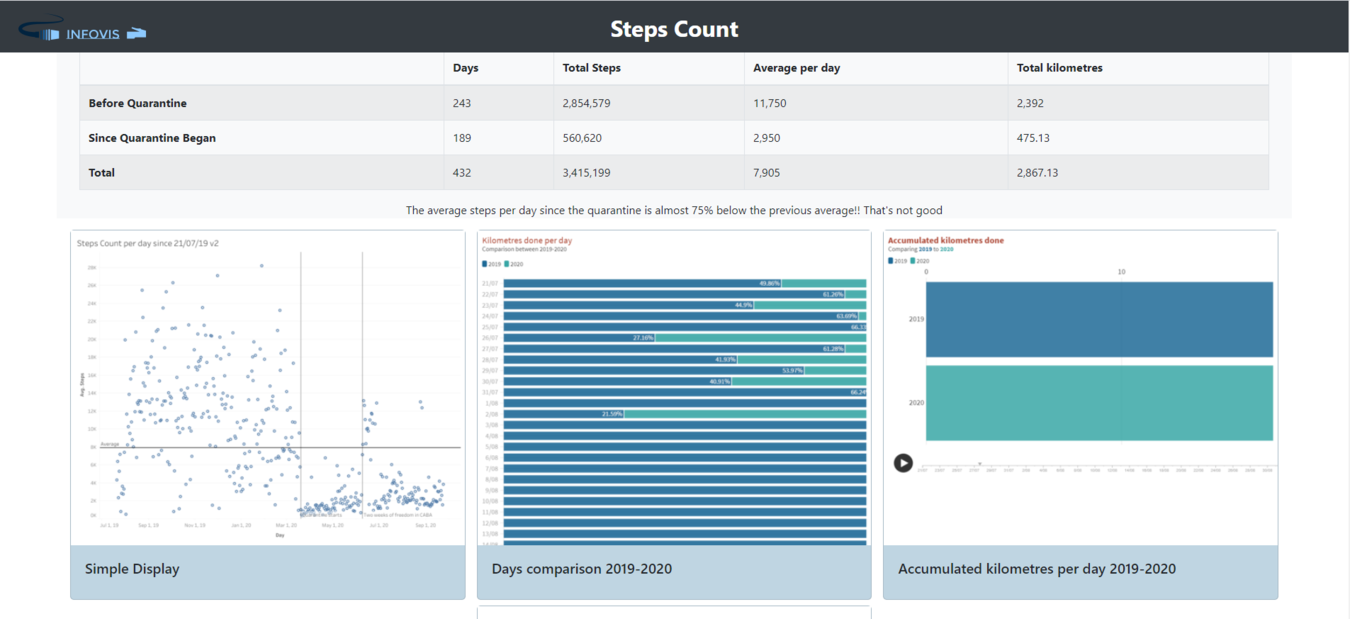 INFOVIS
Steps Count
Days Total Steps Average per day Total kilometres
Before Quarantine 243 2,854,579 11,750 2,392
Since Quarantine Began 189 560,620 2,950 475.13
Total 432 3,415,199 7,905 2,867.13
The average steps per day since the quarantine is almost 75% below the previous average!! That's not good
Steps Count per day since 21/07/19 v2
28K
26K
24K
22K
20K
18K
16K
14K
12K
10K
8K
6K
4K
2K
0K
Avg. Steps
Average
Two weeks of freedom in CABA
Jul 1, 19 Sep 1, 19 Nov 1, 19 Jan 1, 20 Mar 1, 20 May 1, 20 Jul 1, 20 Sep 1, 20
Day
Simple Display
Kilometres done per day
Comparison between 2019-2020
2019 2020
21/07 49.86%
22/07 61.26%
23/07 44.9%
24/07 63.69%
25/07 66.33
26/07 27.16%
27/07 61.28%
28/07 41.93%
29/07 53.97%
30/07 40.91%
31/07 66.24
1/08
2/08 21.59%
3/08
4/08
5/08
6/08
7/08
8/08
9/08
10/08
11/08
12/08
13/08
Days comparison 2019-2020
Accumulated kilometres done
Comparing 2019 to 2020
2019 2020
0 10
2019
2020
Accumulated kilometres per day 2019-2020